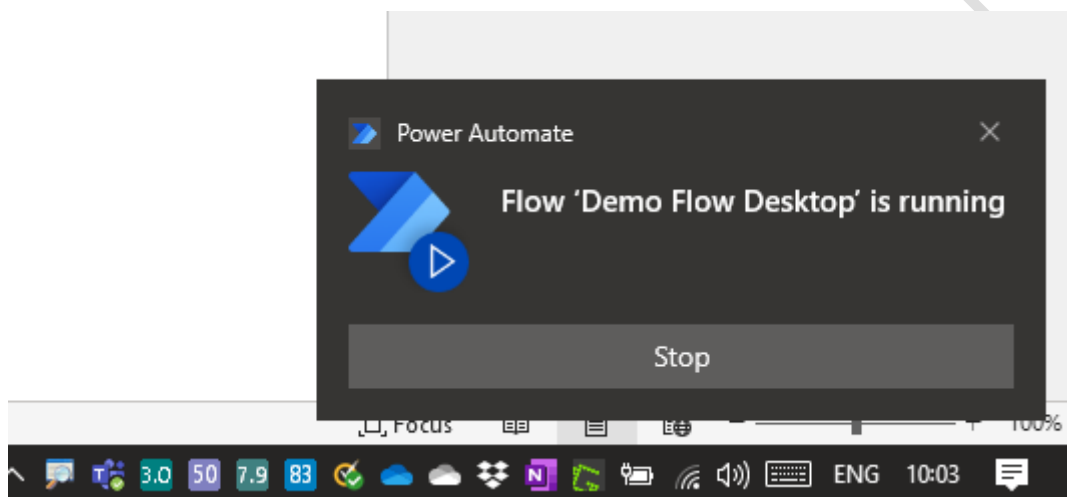 Power Automate
Flow ‘Demo Flow Desktop’ is running
Stop
Focus
100%
3.0 50 7.9 83 N ENG 10:03